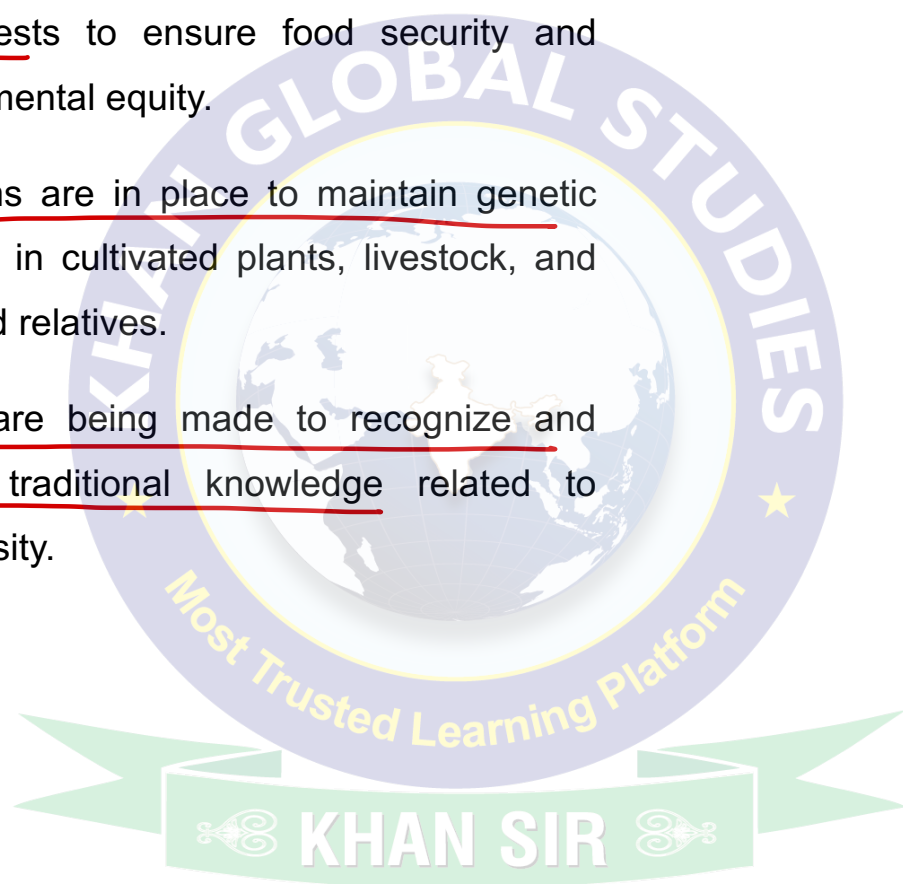 ests to ensure food security and
mental equity.
ns are in place to maintain genetic
in cultivated plants, livestock, and
d relatives.
are being made to recognize and
traditional knowledge related to
sity.
KHAN GLOBAL STUDIES
Most Trusted Learning Platform
KHAN SIR